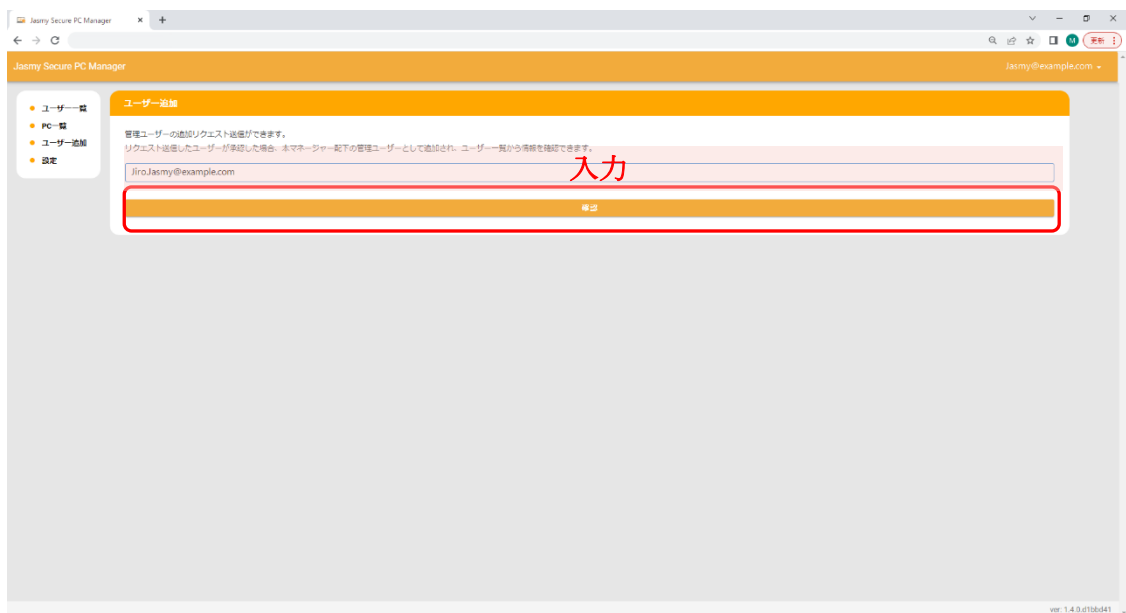 Jasmy Secure PC Manager
更新
Jasmy Secure PC Manager
Jasmy@example.com
ユーザー一覧
PC一覧
ユーザー追加
設定
ユーザー追加
管理ユーザーの追加リクエスト送信ができます。
リクエスト送信したユーザーが承認した場合、本マネージャー配下の管理ユーザーとして追加され、ユーザー一覧から情報を確認できます。
入力
Jiro.Jasmy@example.com
確認
ver: 1.4.0.d1bbd41